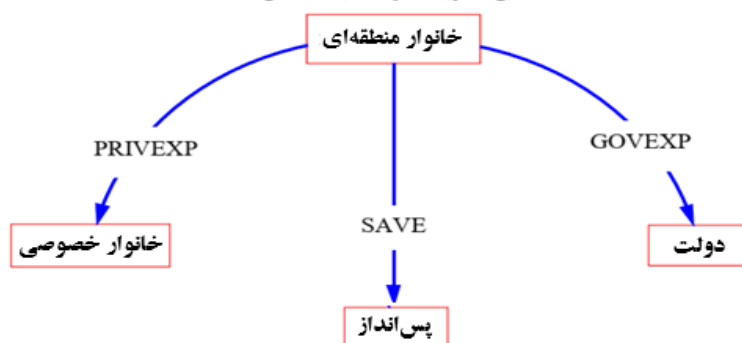 خانوار منطقه‌ای
PRIVEXP
GOVEXP
SAVE
خانوار خصوصی
دولت
پس‌انداز